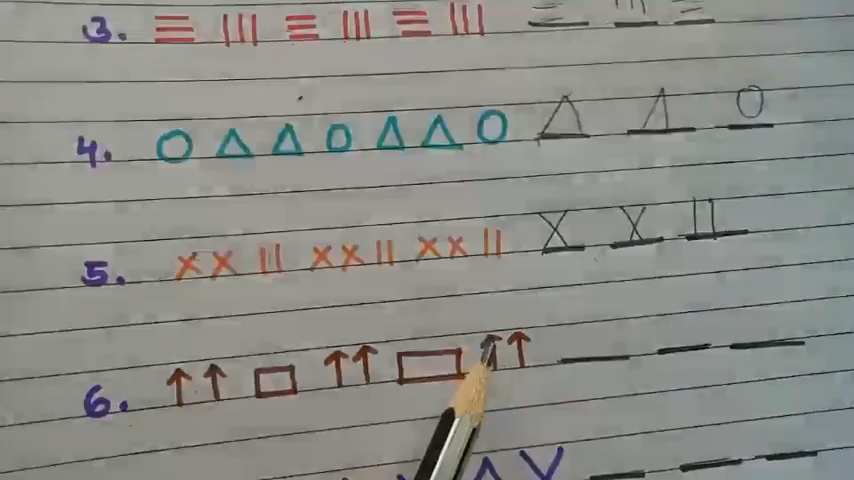 3. ☰ ||| ☰ ||| ☰ ||| ☰ ||| ☰
4. O △ △ O △ △ O △ △ O
5. X X || X X || X X || X X ||
6. ↑ ↑ ▭ ↑ ↑ ▭ ↑ ↑ _ _ _